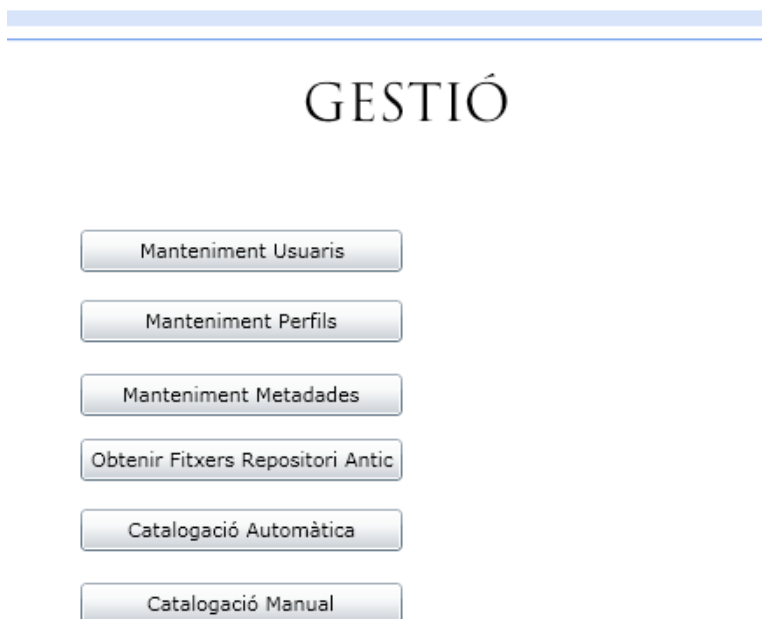 GESTIÓ
Manteniment Usuaris
Manteniment Perfils
Manteniment Metadades
Obtenir Fitxers Repositori Antic
Catalogació Automàtica
Catalogació Manual